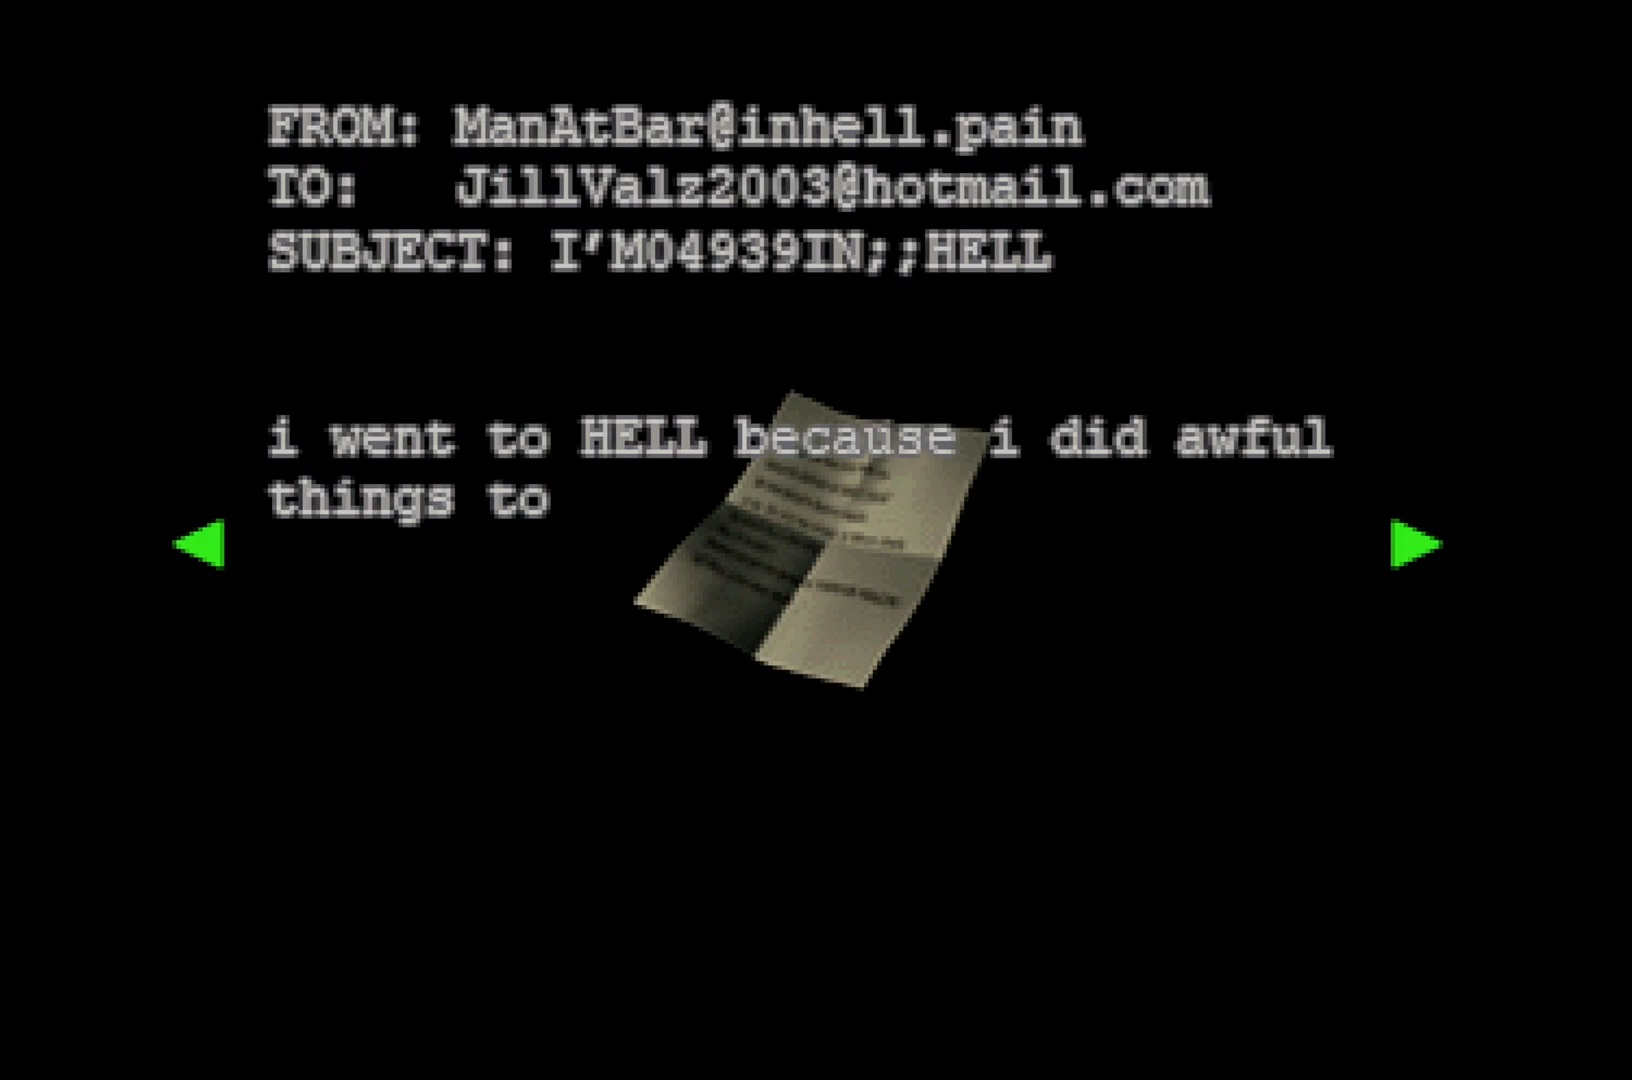 FROM: ManAtBar@inhell.pain
TO: JillValz2003@hotmail.com
SUBJECT: I'M04939IN;;HELL
i went to HELL because i did awful
things to